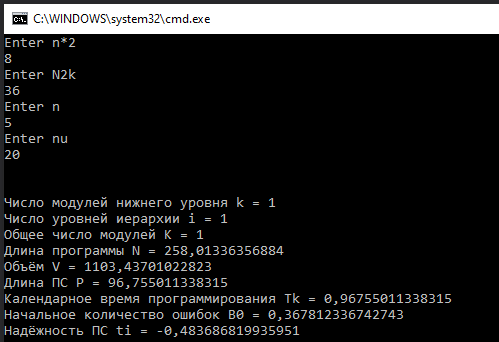 C:\WINDOWS\system32\cmd.exe
Enter n*2
8
Enter N2k
36
Enter n
5
Enter nu
20
Число модулей нижнего уровня k = 1
Число уровней иерархии i = 1
Общее число модулей K = 1
Длина программы N = 258,01336356884
Объём V = 1103,43701022823
Длина ПС P = 96,755011338315
Календарное время программирования Tk = 0,96755011338315
Начальное количество ошибок B0 = 0,367812336742743
Надёжность ПС ti = -0,483686819935951